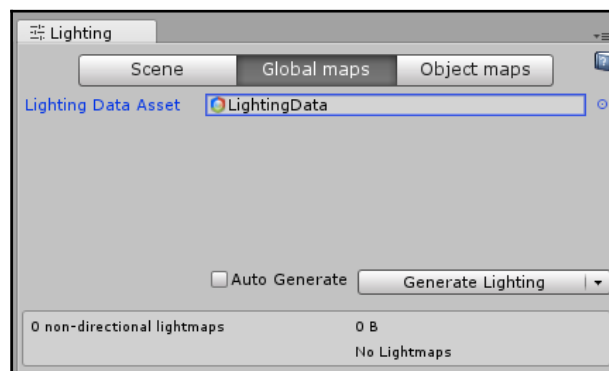 Lighting
Scene Global maps Object maps
Lighting Data Asset LightingData
Auto Generate Generate Lighting
0 non-directional lightmaps 0 B
No Lightmaps